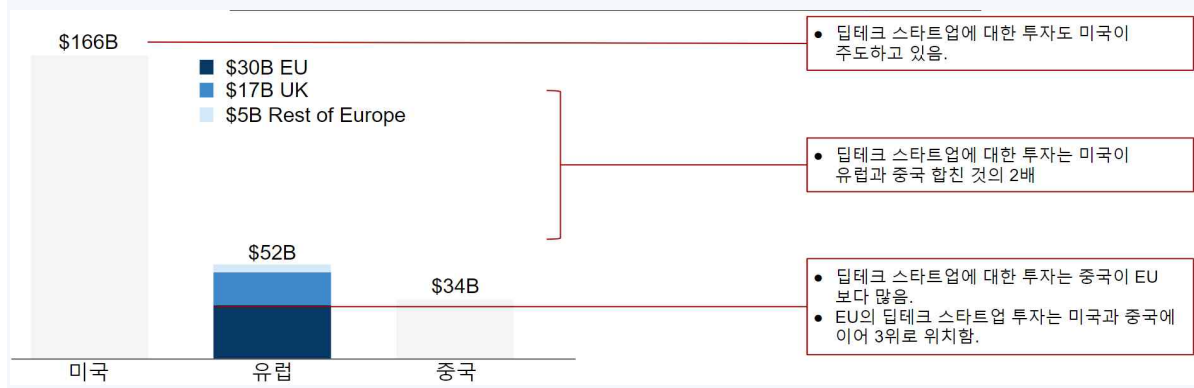 $166B
$30B EU
$17B UK
$5B Rest of Europe
$52B
$34B
미국
유럽
중국
● 딥테크 스타트업에 대한 투자도 미국이
주도하고 있음.
● 딥테크 스타트업에 대한 투자는 미국이
유럽과 중국 합친 것의 2배
● 딥테크 스타트업에 대한 투자는 중국이 EU
보다 많음.
● EU의 딥테크 스타트업 투자는 미국과 중국에
이어 3위로 위치함.